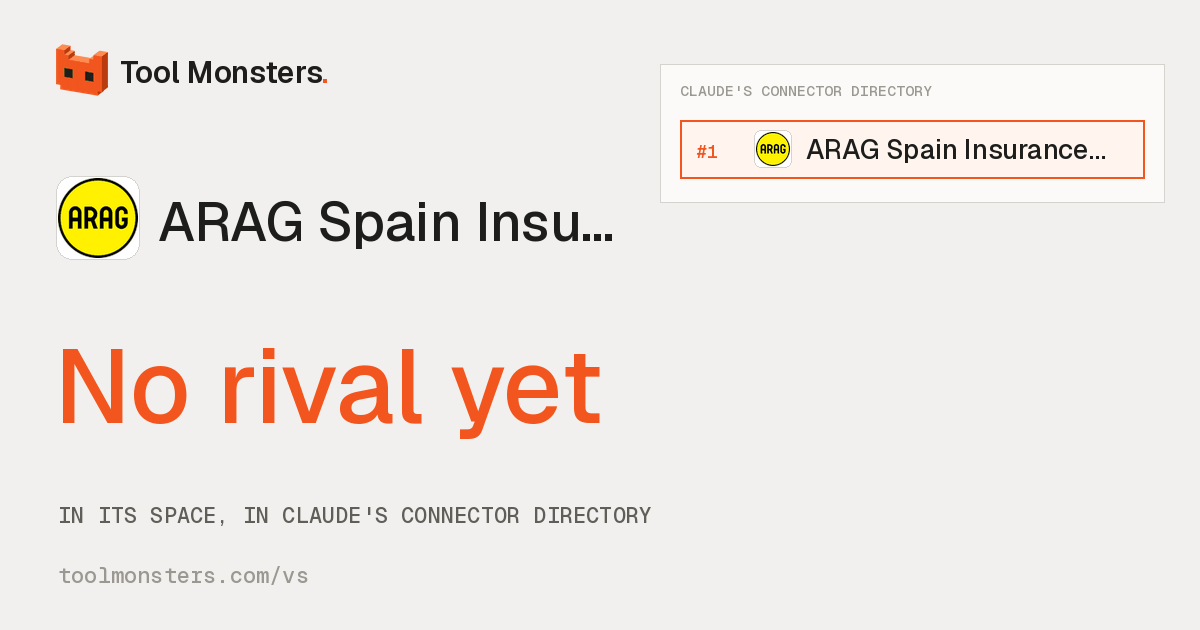 Tool Monsters.
CLAUDE'S CONNECTOR DIRECTORY
#1 ARAG ARAG Spain Insurance...
ARAG ARAG Spain Insu...
No rival yet
IN ITS SPACE, IN CLAUDE'S CONNECTOR DIRECTORY
toolmonsters.com/vs